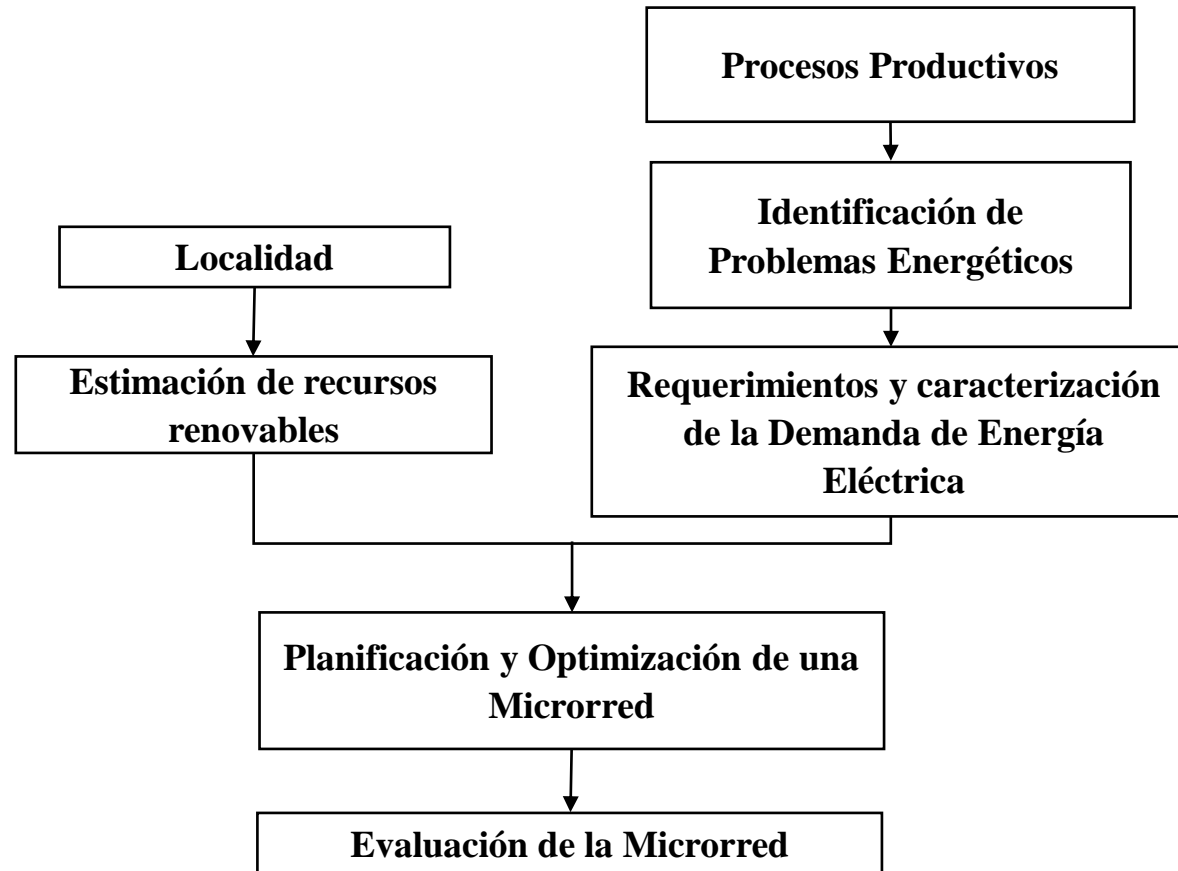 Procesos Productivos
Identificación de
Problemas Energéticos
Localidad
Estimación de recursos
renovables
Requerimientos y caracterización
de la Demanda de Energía
Eléctrica
Planificación y Optimización de una
Microrred
Evaluación de la Microrred